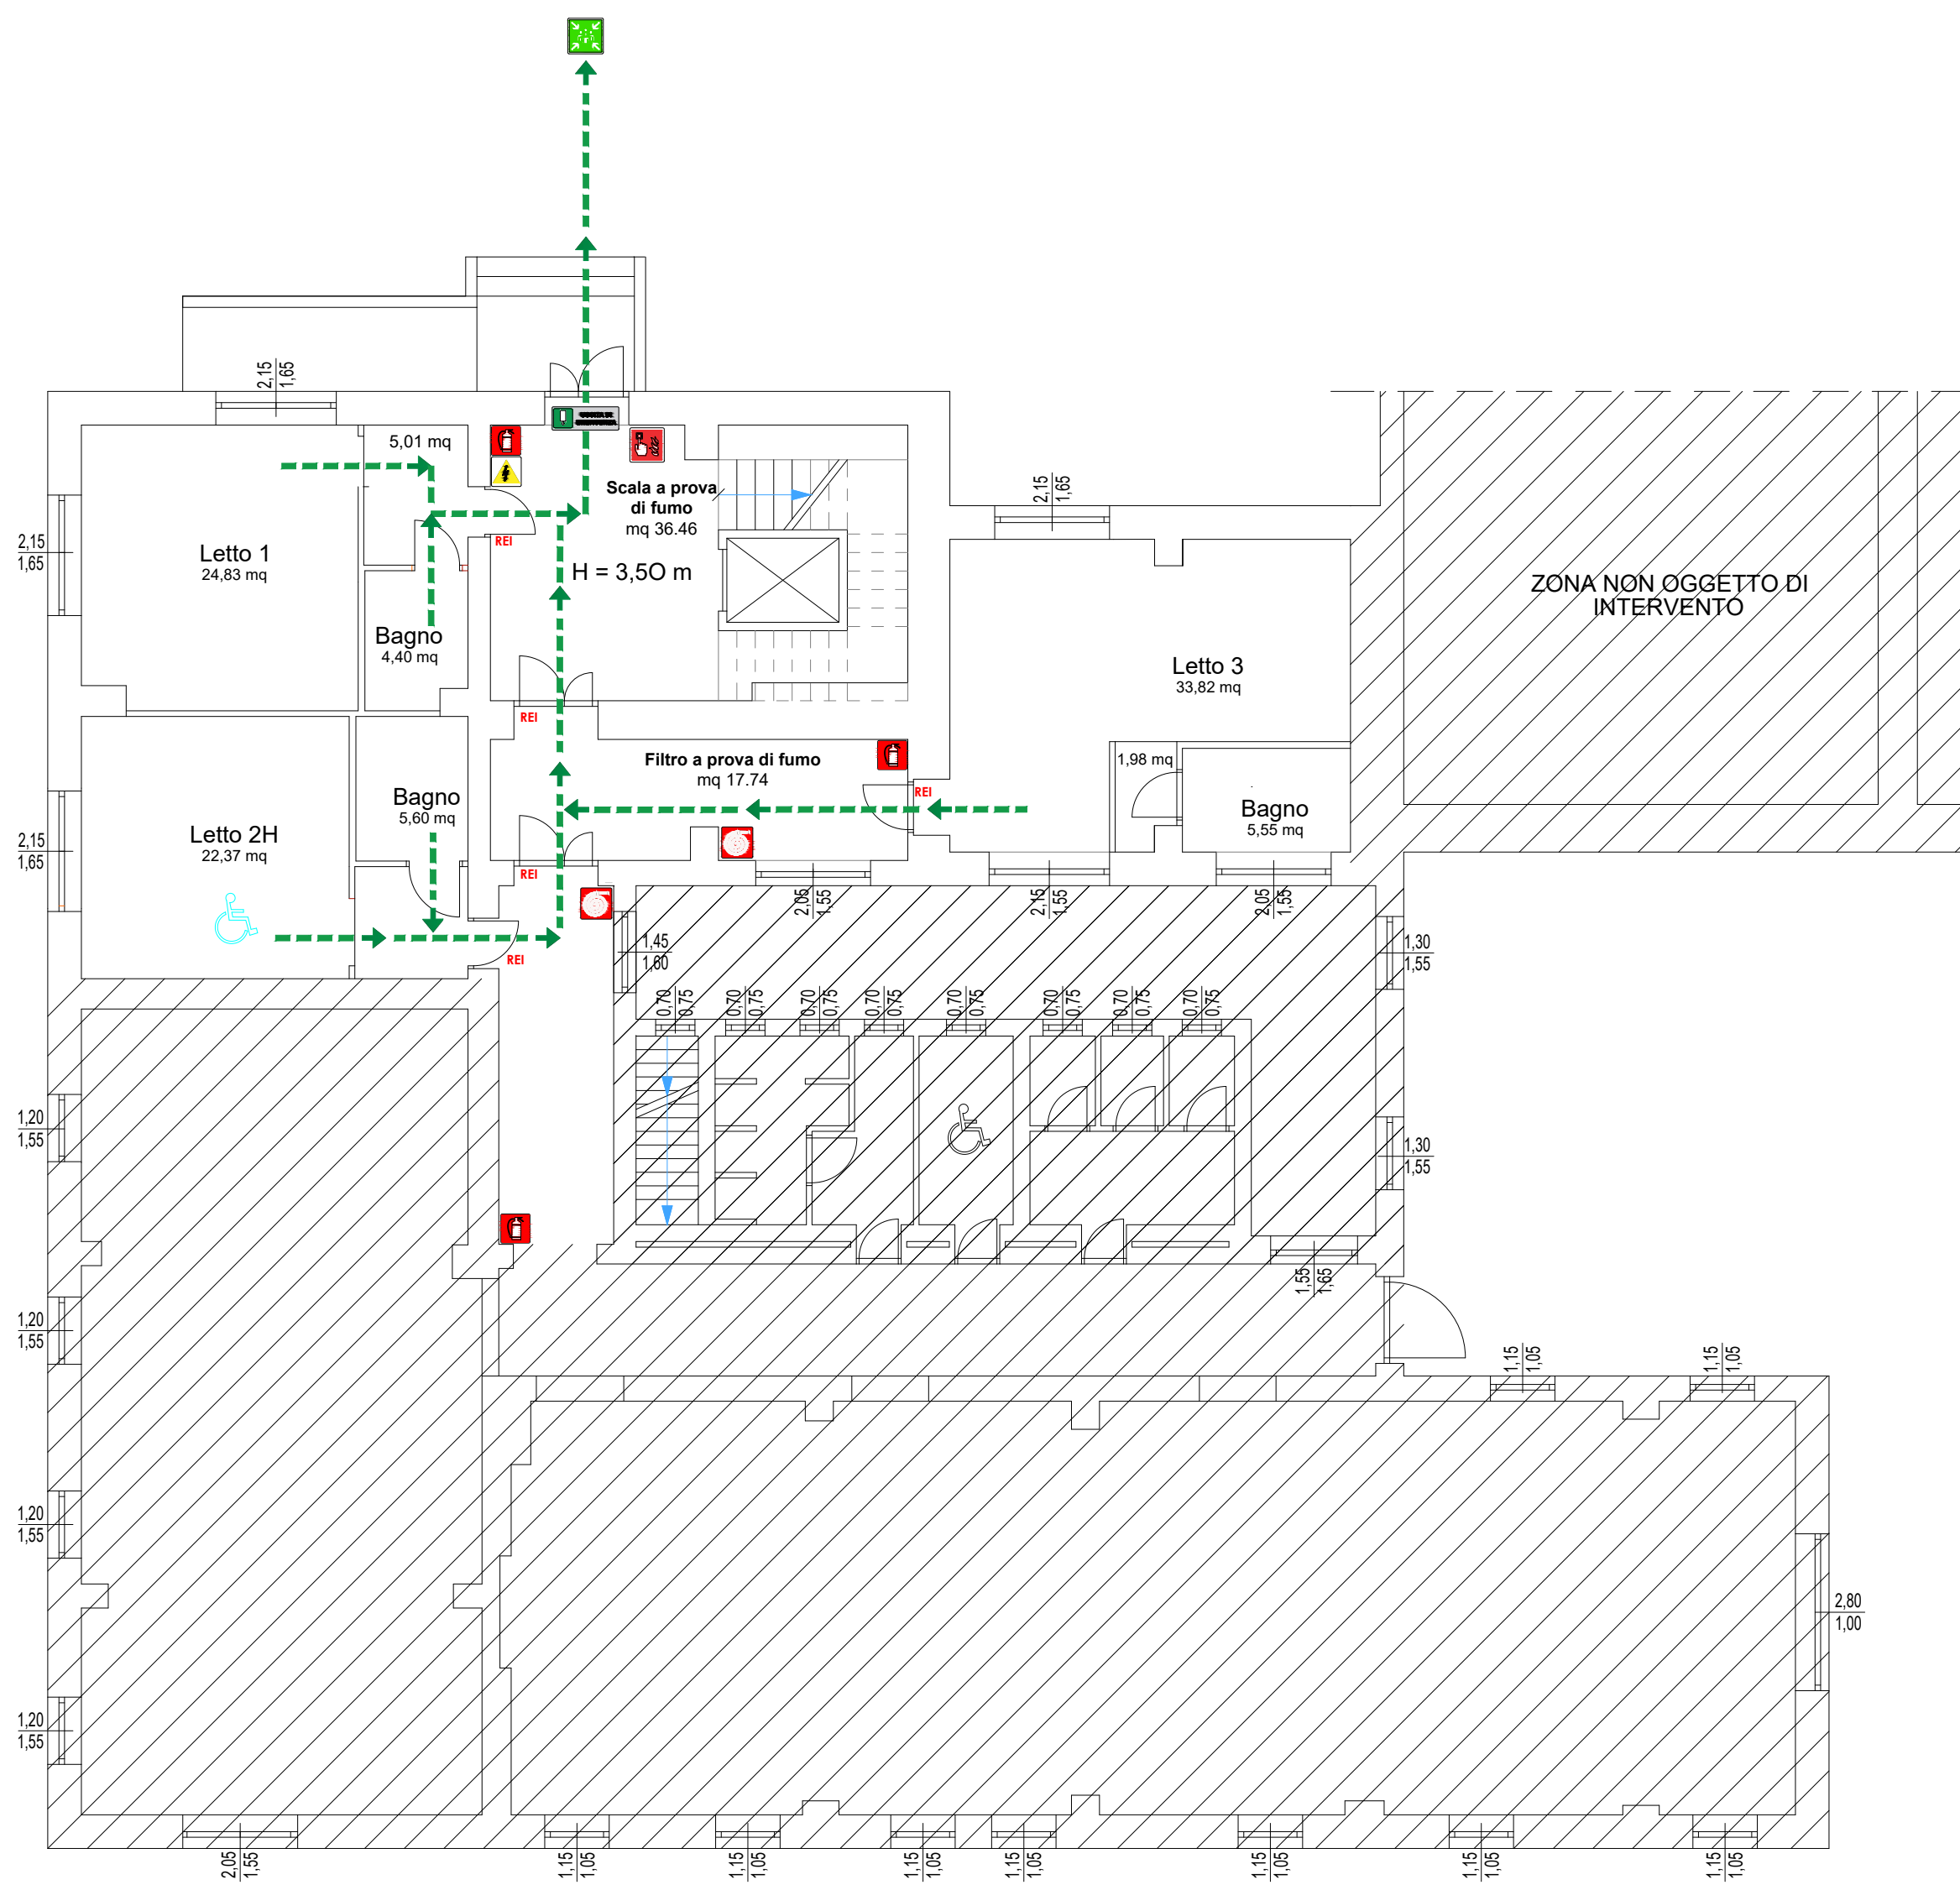 2,15
1,65
5,01 mq
Scala a prova
di fumo
mq 36.46
2,15
1,65
REI
Letto 1
24,83 mq
2,15
1,65
H = 3,5O m
ZONA NON OGGETTO DI
INTERVENTO
Bagno
4,40 mq
Letto 3
33,82 mq
REI
Filtro a prova di fumo
mq 17.74
1,98 mq
REI
Bagno
5,60 mq
Bagno
5,55 mq
Letto 2H
22,37 mq
2,15
1,65
REI
2,05
1,55
2,15
1,55
2,05
1,55
REI
1,45
1,60
1,30
1,55
0,70
0,75
0,70
0,75
0,70
0,75
0,70
0,75
0,70
0,75
0,70
0,75
0,70
0,75
0,70
0,75
1,20
1,55
1,30
1,55
1,55
1,65
1,20
1,55
1,15
1,05
1,15
1,05
1,20
1,55
2,80
1,00
1,20
1,55
2,05
1,55
1,15
1,05
1,15
1,05
1,15
1,05
1,15
1,05
1,15
1,05
1,15
1,05
1,15
1,05